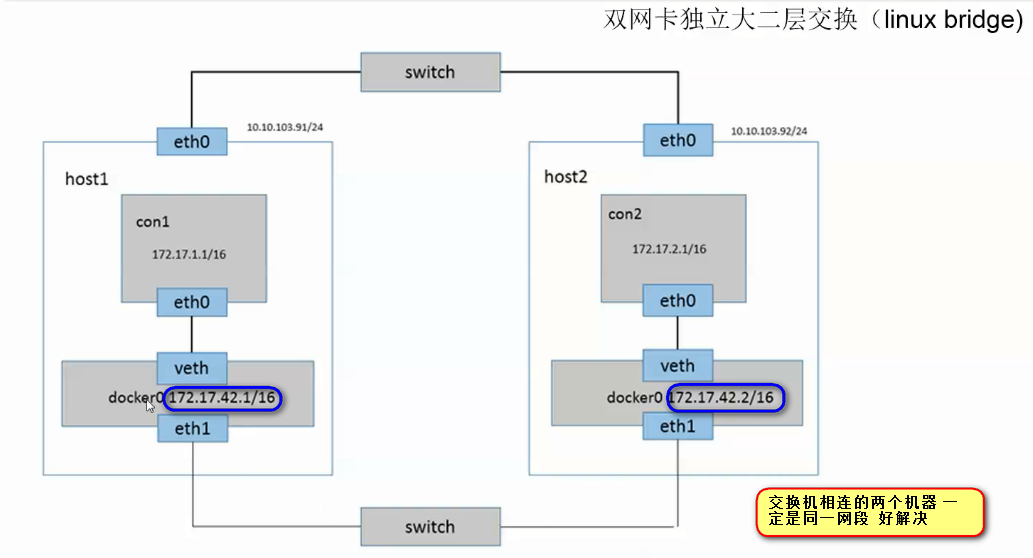 双网卡独立大二层交换（linux bridge)
switch
eth0
10.10.103.91/24
eth0
10.10.103.92/24
host1
host2
con1
172.17.1.1/16
con2
172.17.2.1/16
eth0
eth0
veth
veth
docker0 172.17.42.1/16
docker0 172.17.42.2/16
eth1
eth1
switch
交换机相连的两个机器 一
定是同一网段 好解决